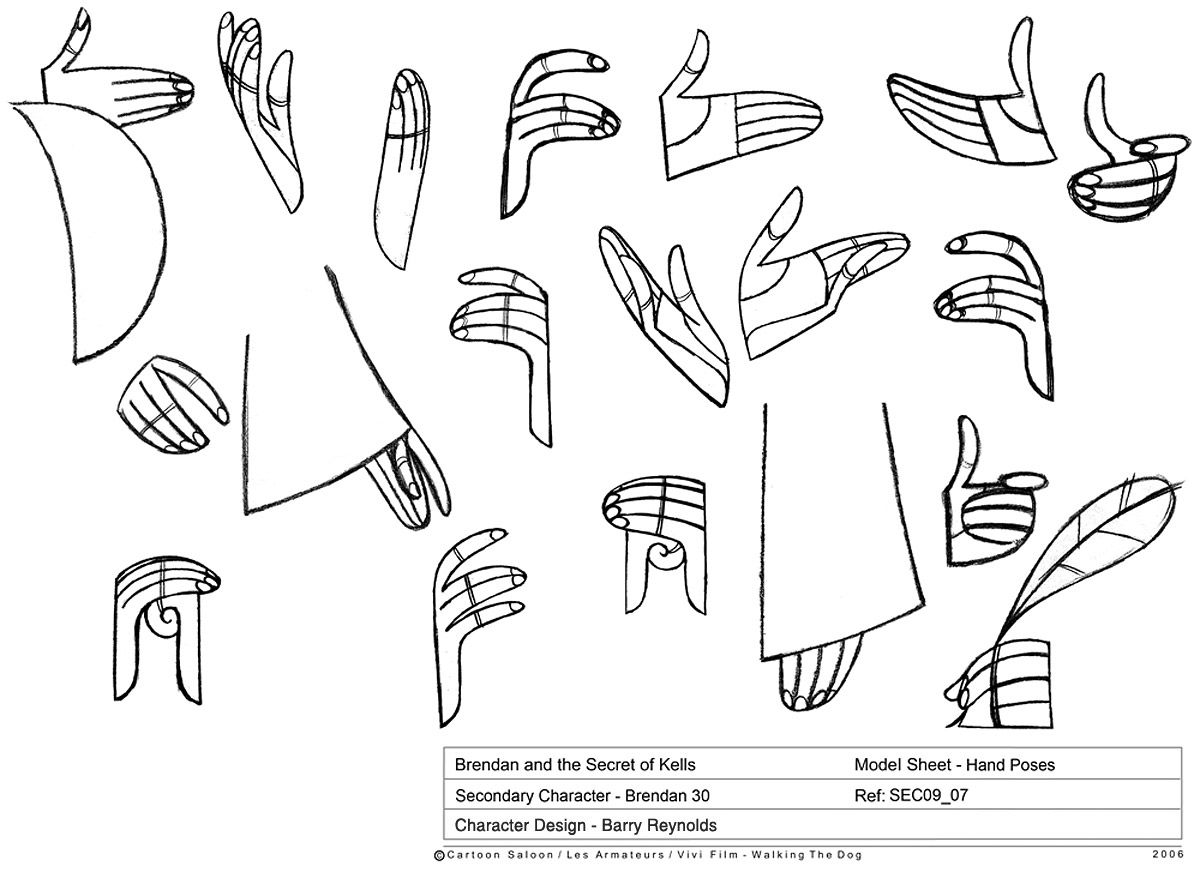 Brendan and the Secret of Kells Model Sheet - Hand Poses
Secondary Character - Brendan 30 Ref: SEC09_07
Character Design - Barry Reynolds
©Cartoon Saloon / Les Armateurs / Vivi Film - Walking The Dog 2006